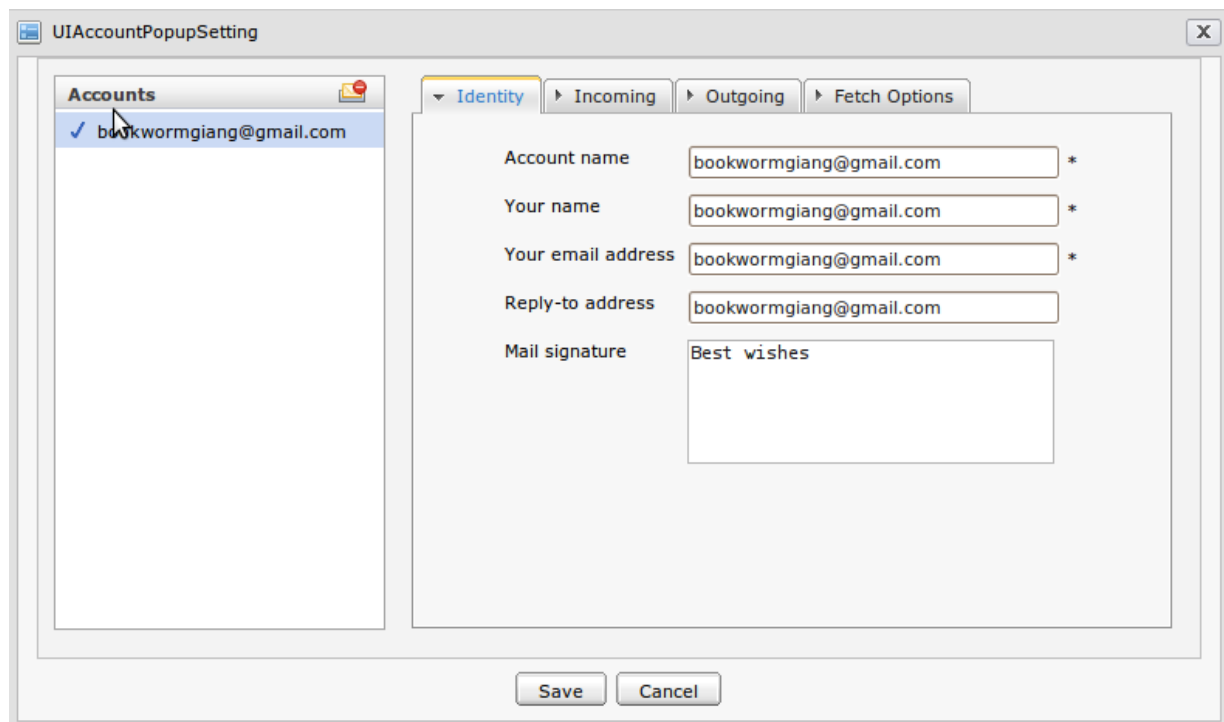 UIAccountPopupSetting
X
Accounts
bookwormgiang@gmail.com
Identity
Incoming
Outgoing
Fetch Options
Account name bookwormgiang@gmail.com *
Your name bookwormgiang@gmail.com *
Your email address bookwormgiang@gmail.com *
Reply-to address bookwormgiang@gmail.com
Mail signature Best wishes
Save Cancel